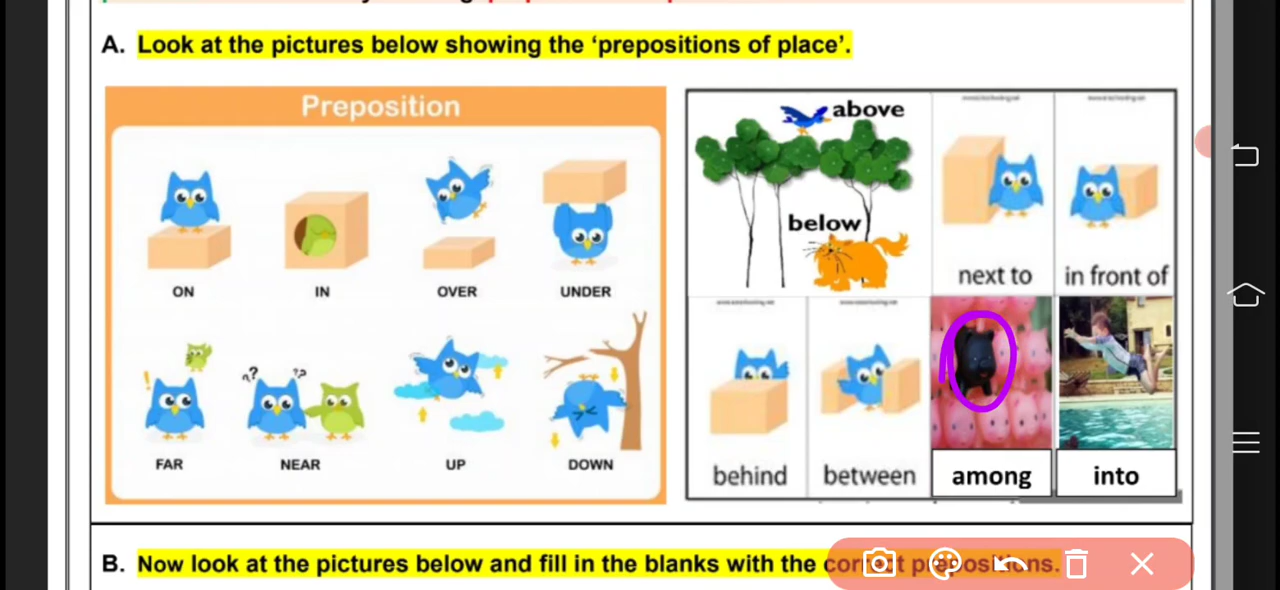 A. Look at the pictures below showing the ‘prepositions of place’.
Preposition
ON
IN
OVER
UNDER
FAR
NEAR
UP
DOWN
above
below
next to
in front of
behind
between
among
into
B. Now look at the pictures below and fill in the blanks with the correct prepositions.